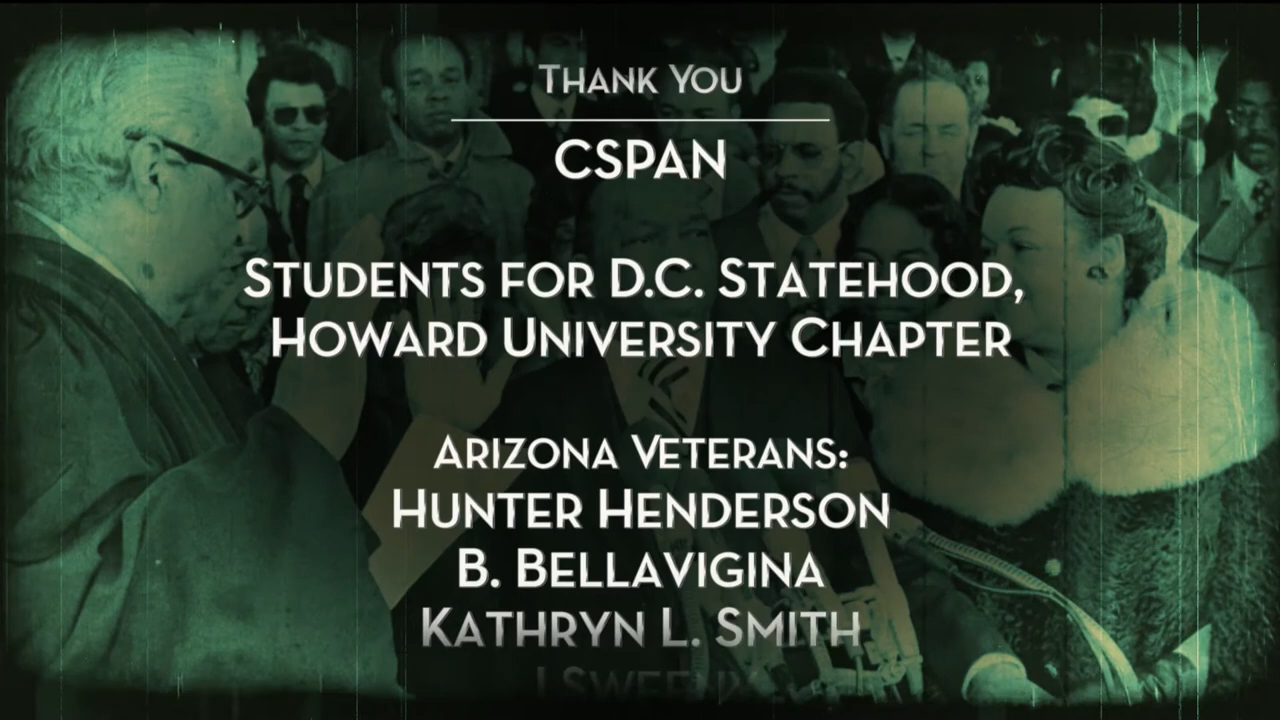 Thank You
CSPAN
Students for D.C. Statehood,
Howard University Chapter
Arizona Veterans:
Hunter Henderson
B. Bellavigina
Kathryn L. Smith